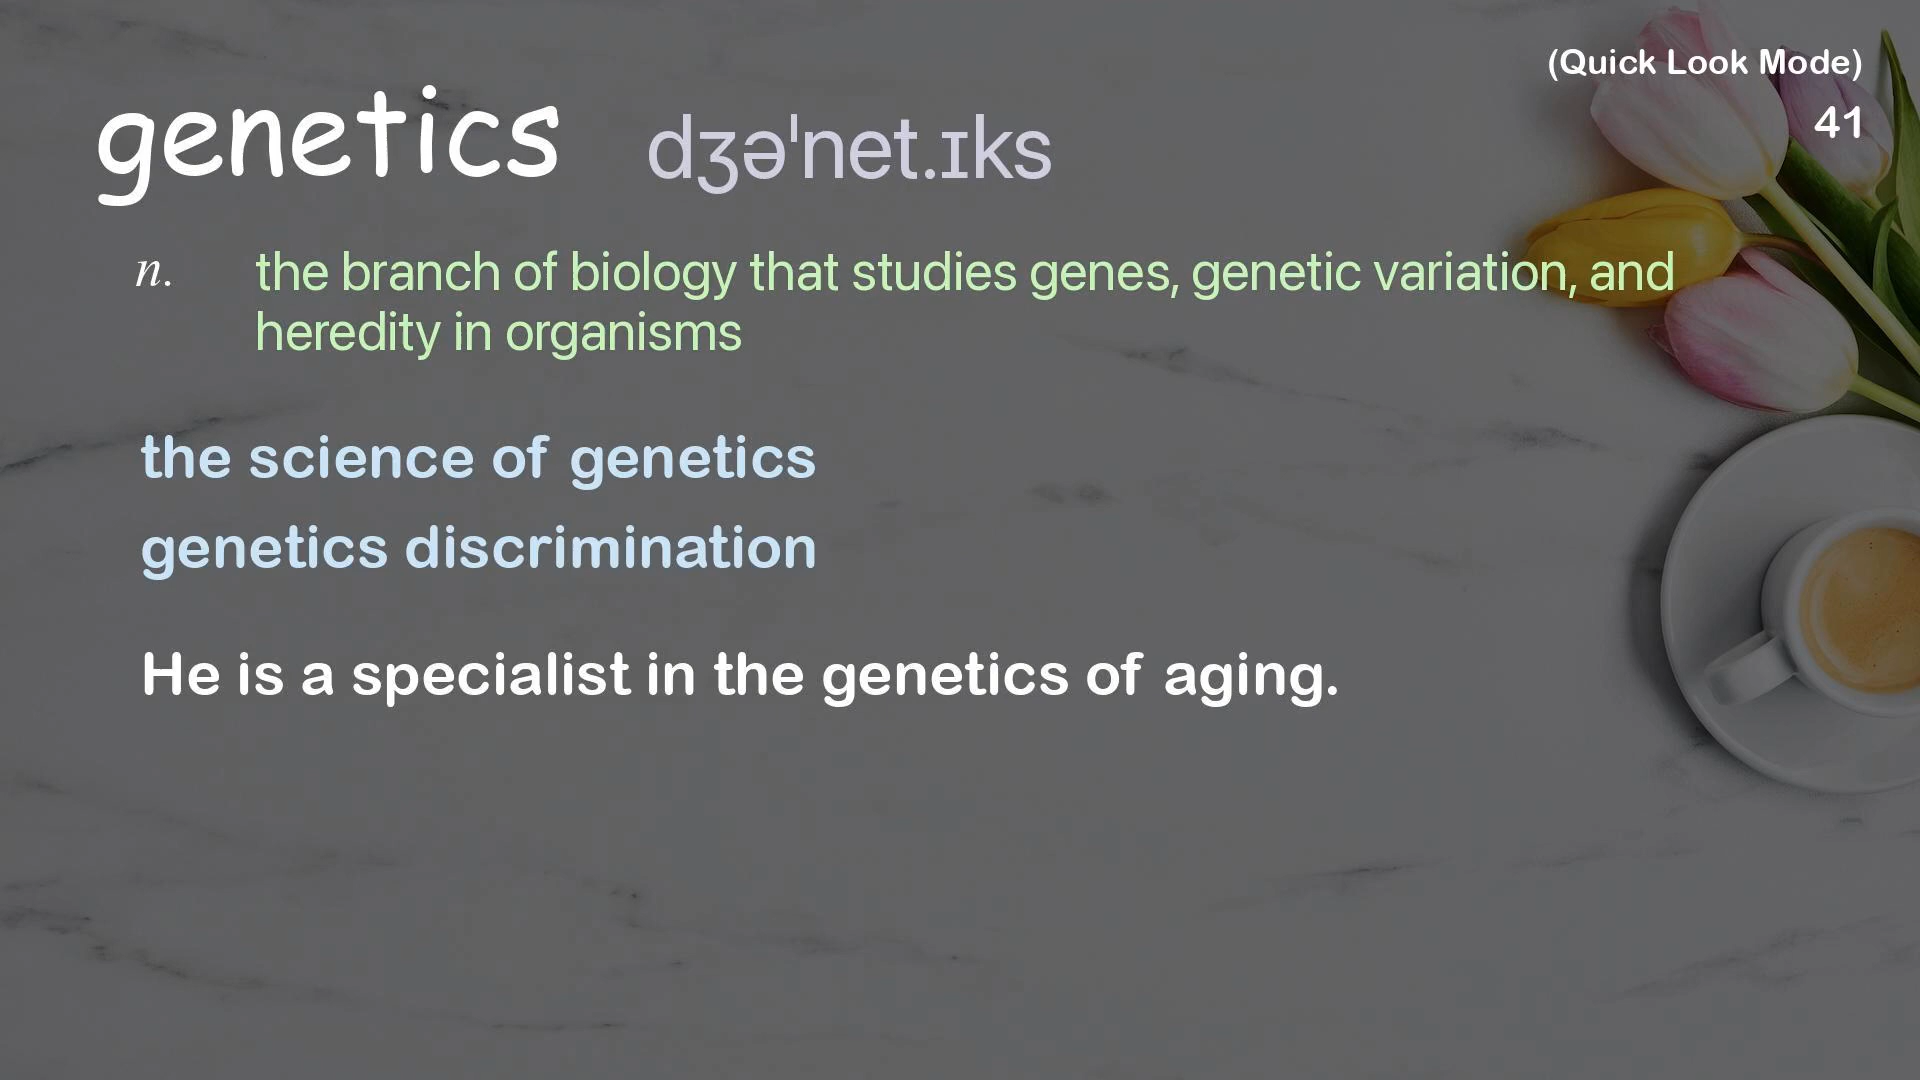 (Quick Look Mode)
41
genetics dʒəˈnet.ɪks
n. the branch of biology that studies genes, genetic variation, and
heredity in organisms
the science of genetics
genetics discrimination
He is a specialist in the genetics of aging.